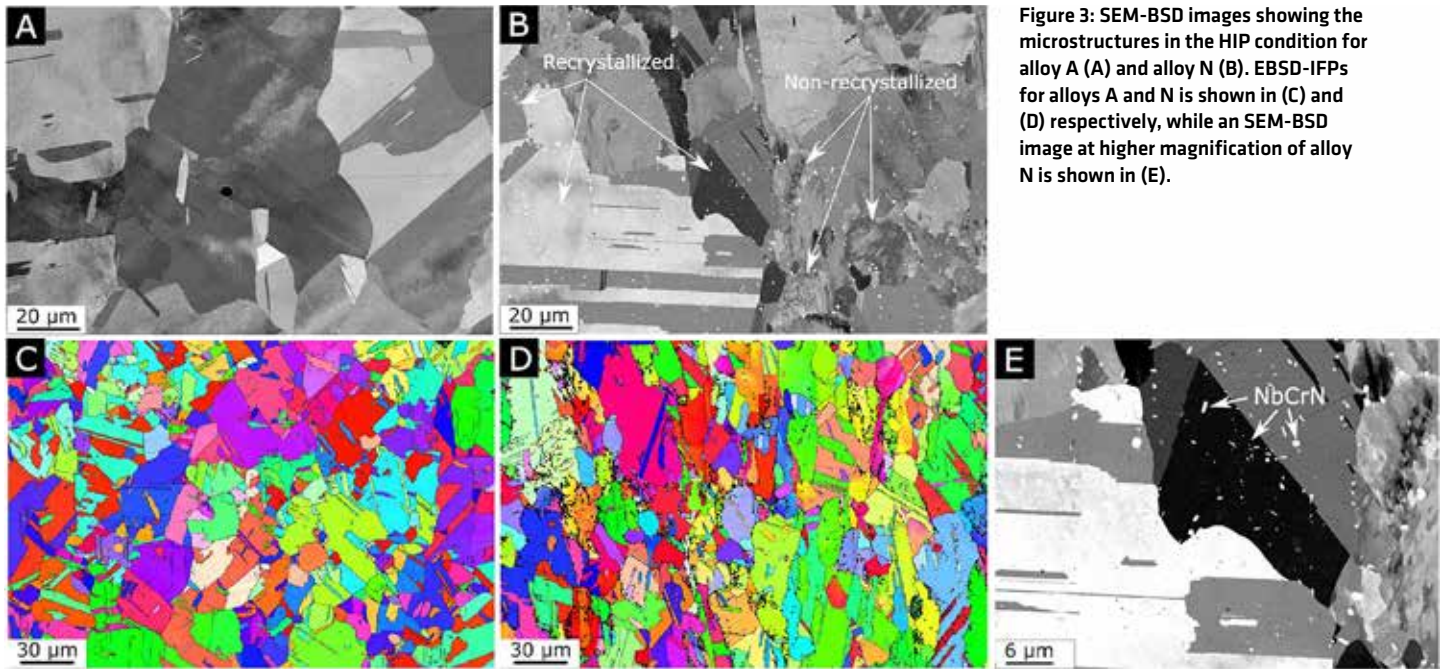 A
20 µm
B
Recrystallized
Non-recrystallized
20 µm
Figure 3: SEM-BSD images showing the
microstructures in the HIP condition for
alloy A (A) and alloy N (B). EBSD-IFPs
for alloys A and N is shown in (C) and
(D) respectively, while an SEM-BSD
image at higher magnification of alloy
N is shown in (E).
C
30 µm
D
30 µm
E
NbCrN
6 µm